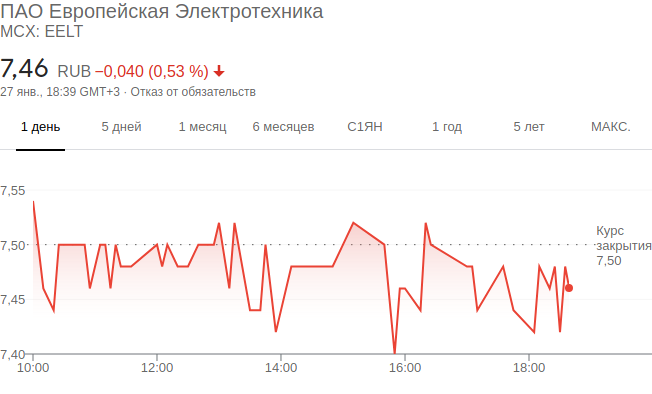 ПАО Европейская Электротехника
MCX: EELT
7,46 RUB −0,040 (0,53 %)
27 янв., 18:39 GMT+3 · Отказ от обязательств
1 день 5 дней 1 месяц 6 месяцев С1ЯН 1 год 5 лет МАКС.
7,55
7,50
7,45
7,40
Курс
закрытия
7,50
10:00 12:00 14:00 16:00 18:00